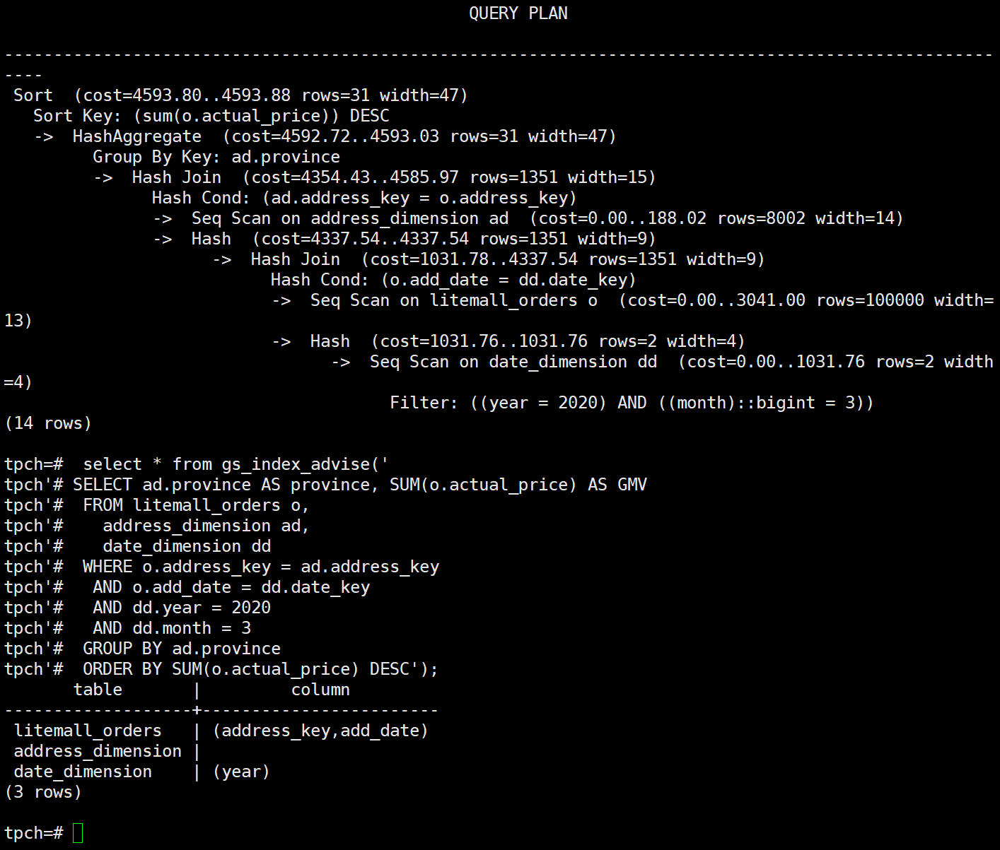 QUERY PLAN
----------------------------------------------------------------------------------------------------
----
 Sort  (cost=4593.80..4593.88 rows=31 width=47)
   Sort Key: (sum(o.actual_price)) DESC
   ->  HashAggregate  (cost=4592.72..4593.03 rows=31 width=47)
         Group By Key: ad.province
         ->  Hash Join  (cost=4354.43..4585.97 rows=1351 width=15)
               Hash Cond: (ad.address_key = o.address_key)
               ->  Seq Scan on address_dimension ad  (cost=0.00..188.02 rows=8002 width=14)
               ->  Hash  (cost=4337.54..4337.54 rows=1351 width=9)
                     ->  Hash Join  (cost=1031.78..4337.54 rows=1351 width=9)
                           Hash Cond: (o.add_date = dd.date_key)
                           ->  Seq Scan on litemall_orders o  (cost=0.00..3041.00 rows=100000 width=
13)
                           ->  Hash  (cost=1031.76..1031.76 rows=2 width=4)
                                 ->  Seq Scan on date_dimension dd  (cost=0.00..1031.76 rows=2 width
=4)
                                       Filter: ((year = 2020) AND ((month)::bigint = 3))
(14 rows)

tpch=#  select * from gs_index_advise('
tpch'# SELECT ad.province AS province, SUM(o.actual_price) AS GMV
tpch'#  FROM litemall_orders o,
tpch'#    address_dimension ad,
tpch'#    date_dimension dd
tpch'#  WHERE o.address_key = ad.address_key
tpch'#   AND o.add_date = dd.date_key
tpch'#   AND dd.year = 2020
tpch'#   AND dd.month = 3
tpch'#  GROUP BY ad.province
tpch'#  ORDER BY SUM(o.actual_price) DESC');
       table       |         column
-------------------+------------------------
 litemall_orders   | (address_key,add_date)
 address_dimension |
 date_dimension    | (year)
(3 rows)

tpch=#